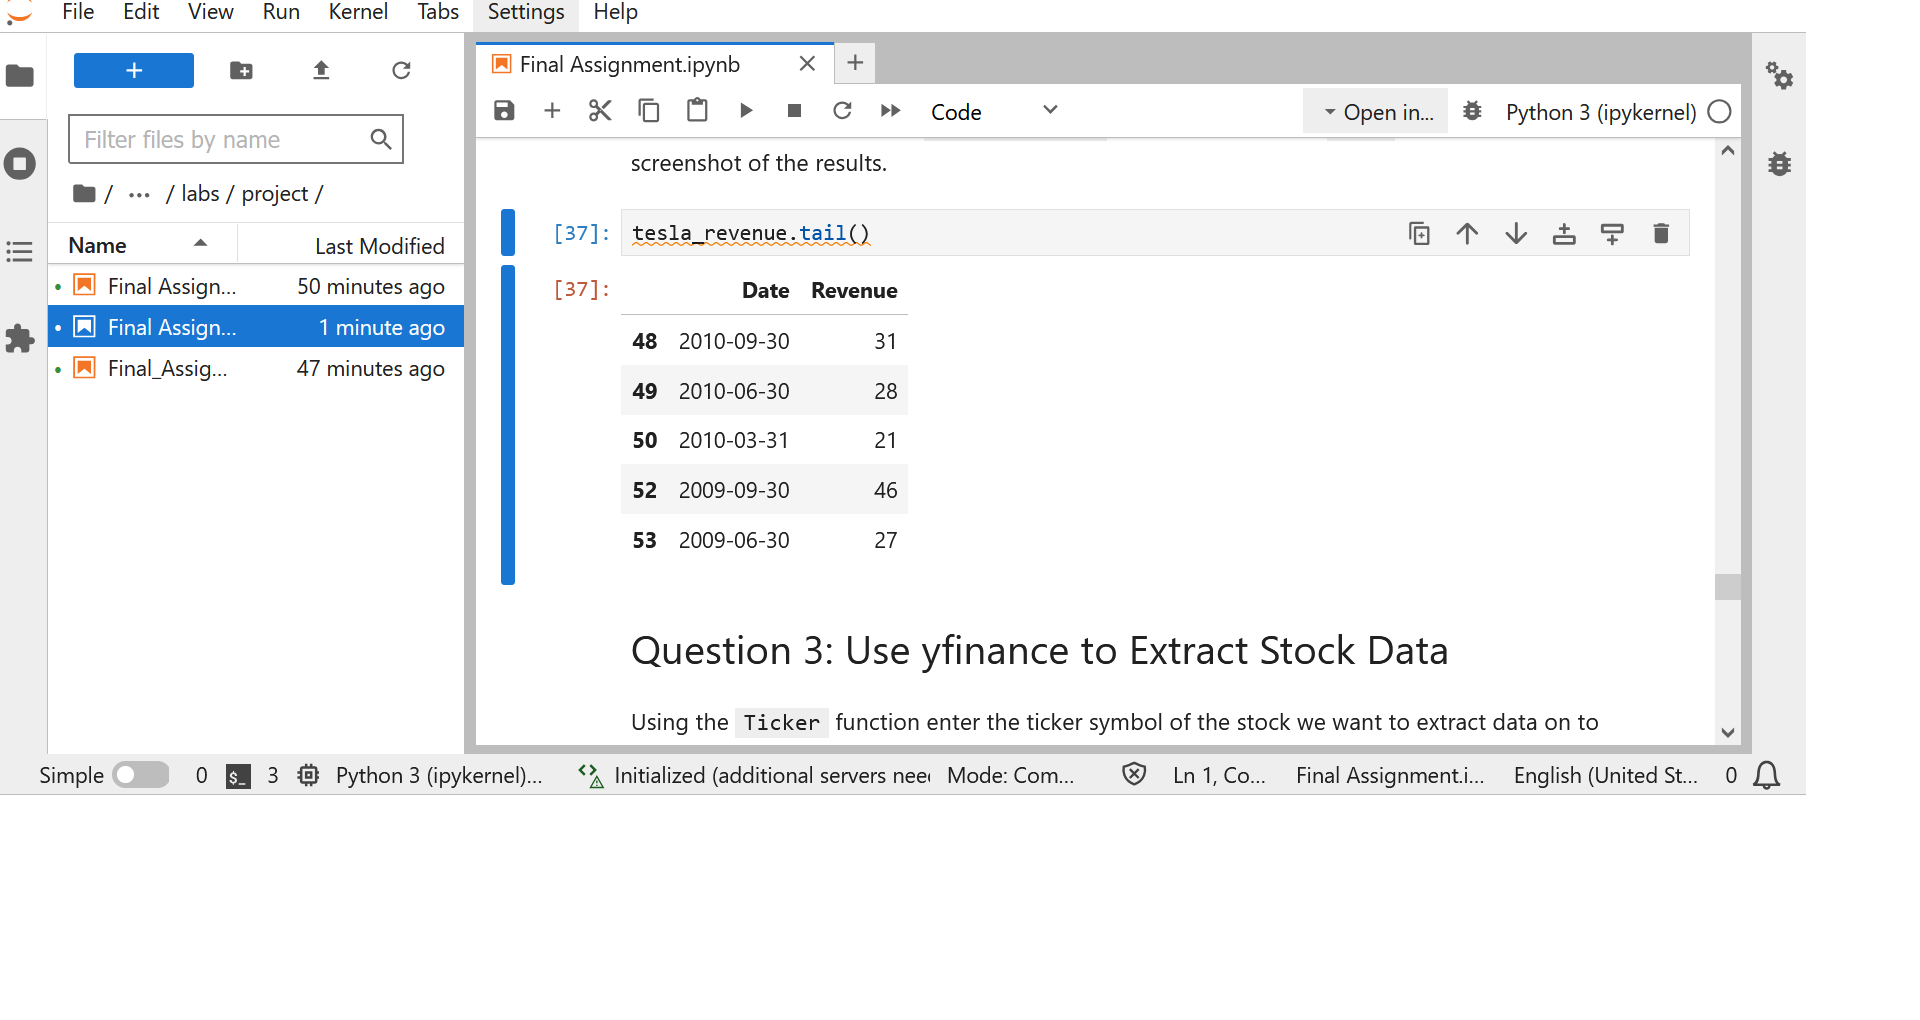 File Edit View Run Kernel Tabs Settings Help
Final Assignment.ipynb
Code
Open in...
Python 3 (ipykernel)
Filter files by name
/ ... / labs / project /
Name Last Modified
Final Assign... 50 minutes ago
Final Assign... 1 minute ago
Final_Assig... 47 minutes ago
screenshot of the results.
[37]: tesla_revenue.tail()
[37]: Date Revenue
48 2010-09-30 31
49 2010-06-30 28
50 2010-03-31 21
52 2009-09-30 46
53 2009-06-30 27
Question 3: Use yfinance to Extract Stock Data
Using the Ticker function enter the ticker symbol of the stock we want to extract data on to
Simple 0 $_ 3 Python 3 (ipykernel)... Initialized (additional servers nee Mode: Com... Ln 1, Co... Final Assignment.i... English (United St... 0